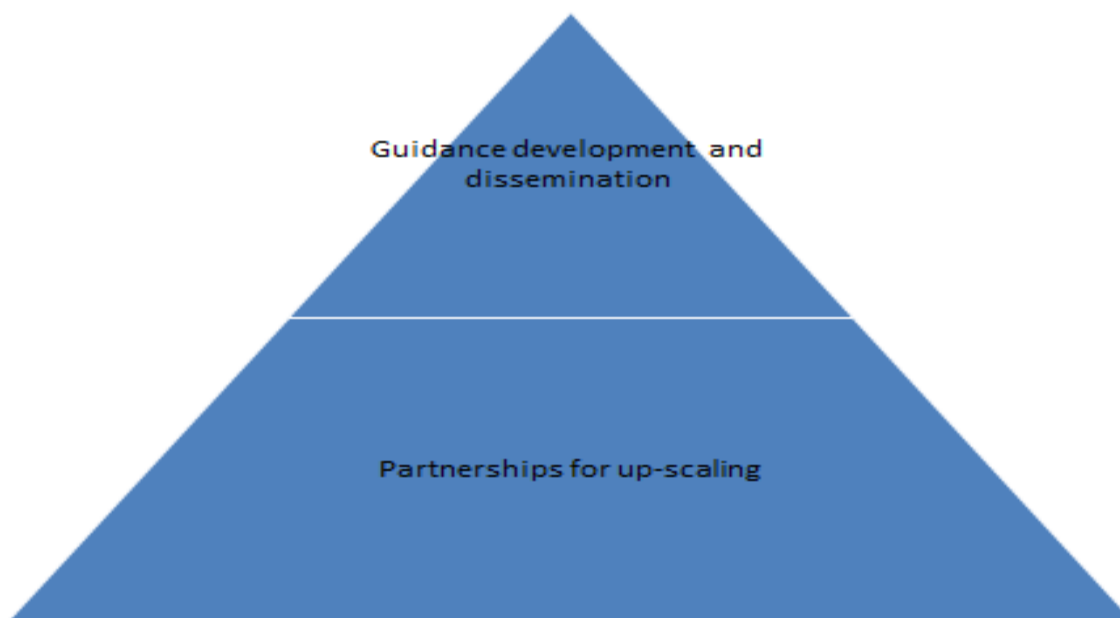 Guidance development and
dissemination
Partnerships for up-scaling